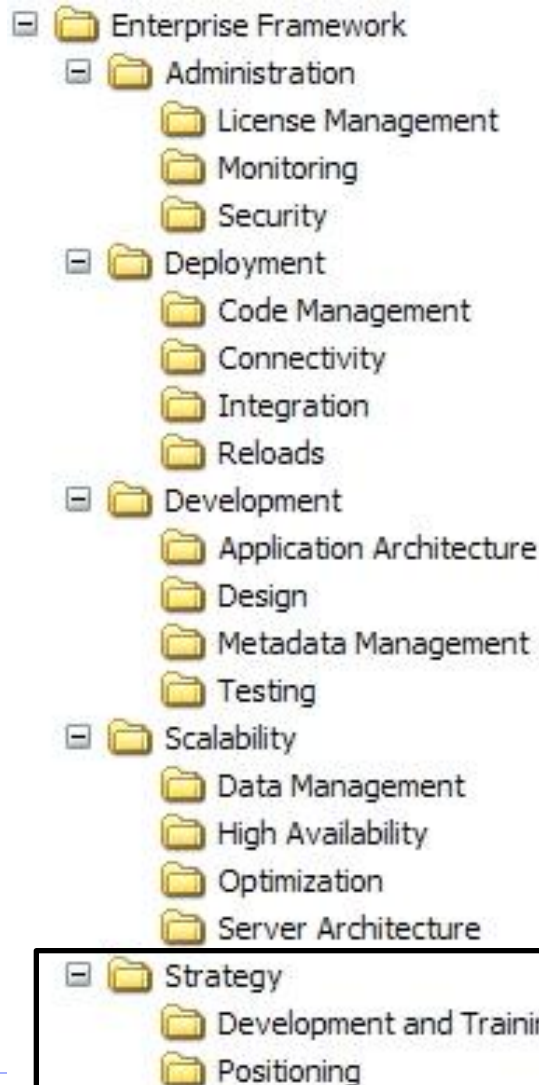 Enterprise Framework
Administration
License Management
Monitoring
Security
Deployment
Code Management
Connectivity
Integration
Reloads
Development
Application Architecture
Design
Metadata Management
Testing
Scalability
Data Management
High Availability
Optimization
Server Architecture
Strategy
Development and
Positioning